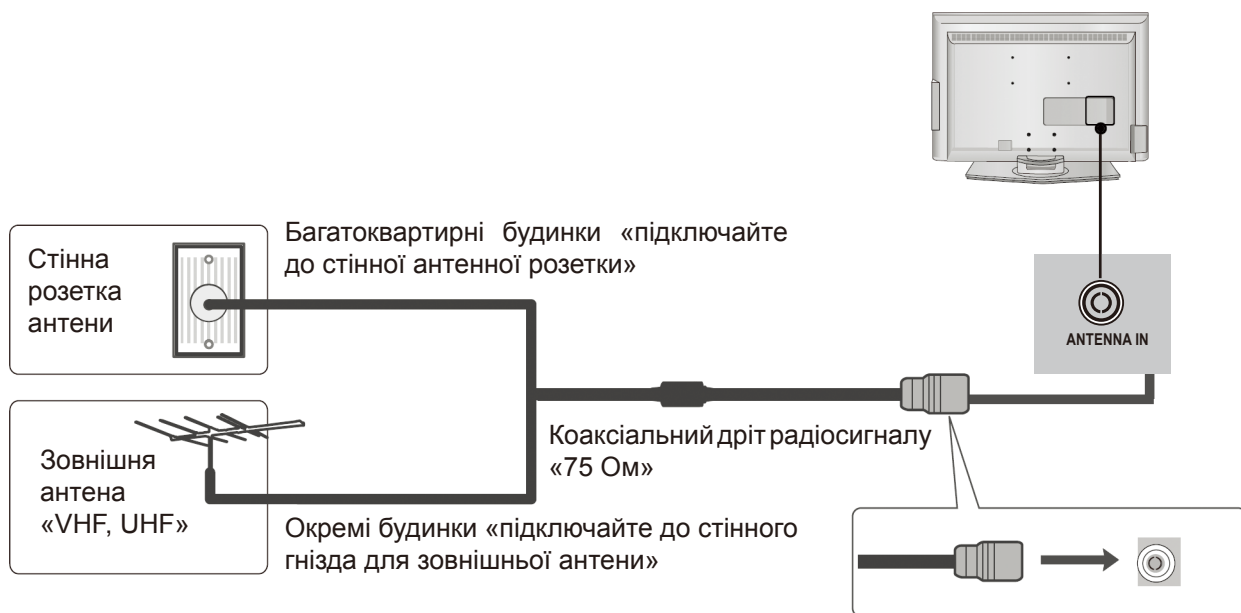 Багатоквартирні будинки «підключайте
до стінної антенної розетки»
Стінна
розетка
антени
ANTENNA IN
Коаксіальний дріт радіосигналу
«75 Ом»
Зовнішня
антена
«VHF, UHF»
Окремі будинки «підключайте до стінного
гнізда для зовнішньої антени»